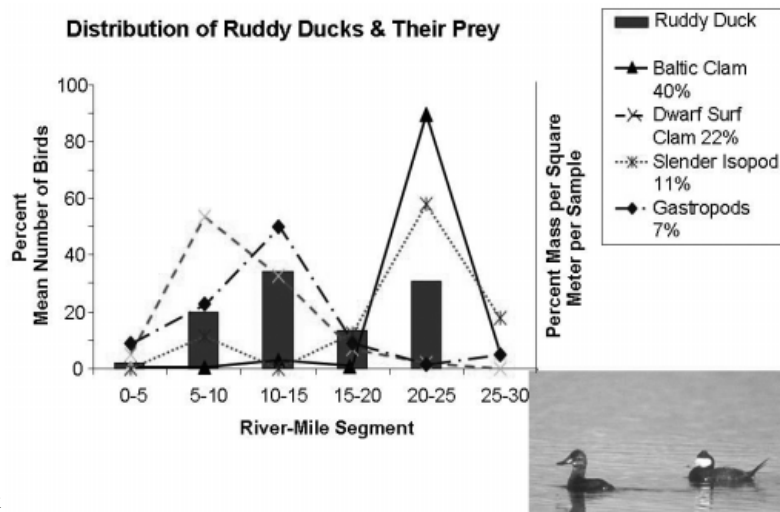 Distribution of Ruddy Ducks & Their Prey
Ruddy Duck
Baltic Clam
40%
Dwarf Surf
Clam 22%
Slender Isopod
11%
Gastropods
7%
Percent
Mean Number of Birds
100
80
60
40
20
0
0-5
5-10
10-15
15-20
20-25
25-30
River-Mile Segment
Percent Mass per Square
Meter per Sample